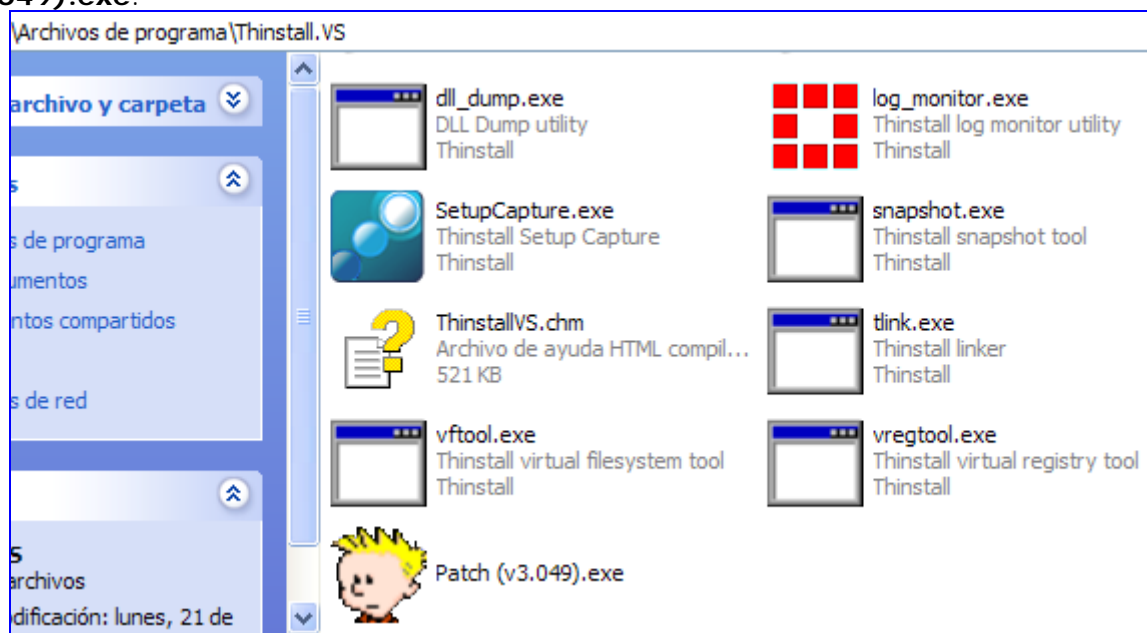 049).exe.
\Archivos de programa\Thinstall.VS
archivo y carpeta
s
s de programa
umentos
ntos compartidos
s de red
S
archivos
dificación: lunes, 21 de
dll_dump.exe
DLL Dump utility
Thinstall
log_monitor.exe
Thinstall log monitor utility
Thinstall
SetupCapture.exe
Thinstall Setup Capture
Thinstall
snapshot.exe
Thinstall snapshot tool
Thinstall
ThinstallVS.chm
Archivo de ayuda HTML compil...
521 KB
tlink.exe
Thinstall linker
Thinstall
vftool.exe
Thinstall virtual filesystem tool
Thinstall
vregtool.exe
Thinstall virtual registry tool
Thinstall
Patch (v3.049).exe